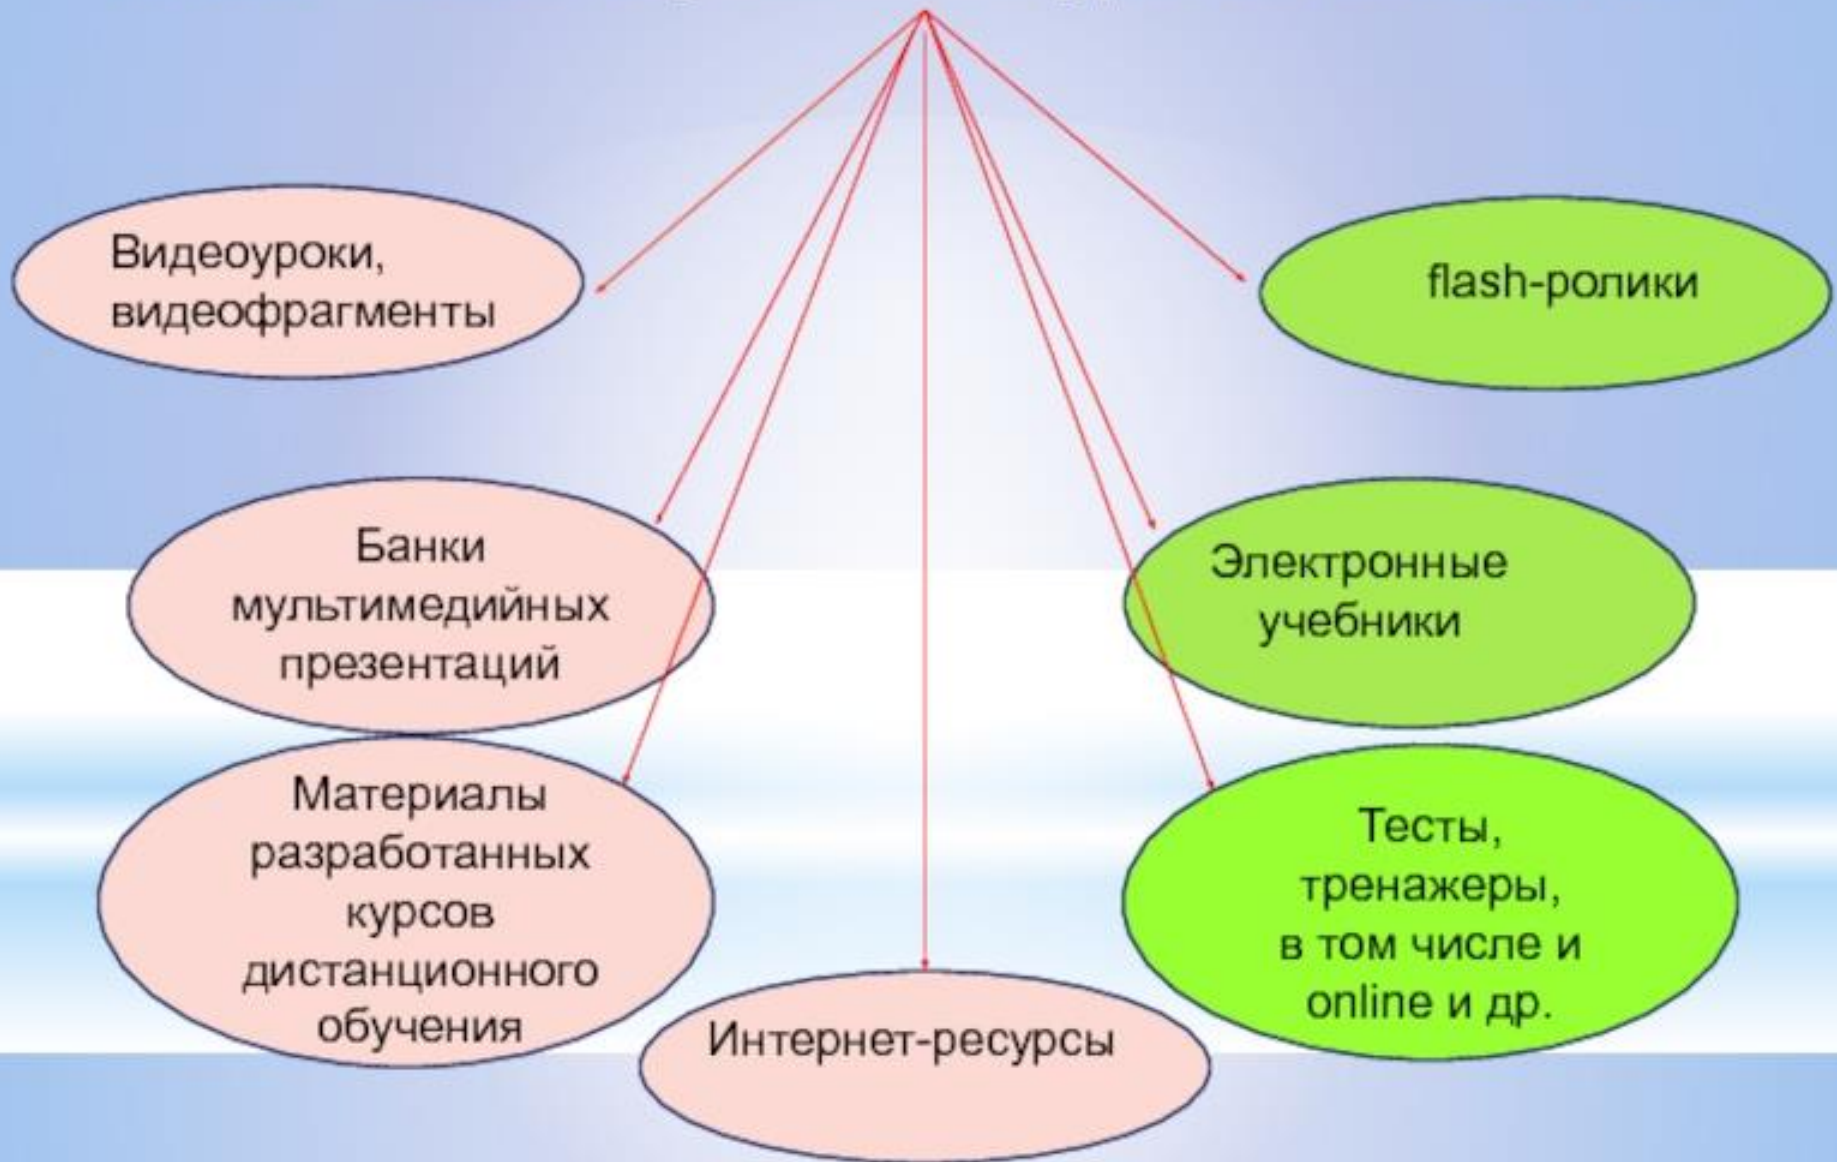 Видеоуроки,
видеофрагменты
flash-ролики
Банки
мультимедийных
презентаций
Электронные
учебники
Материалы
разработанных
курсов
дистанционного
обучения
Тесты,
тренажеры,
в том числе и
online и др.
Интернет-ресурсы